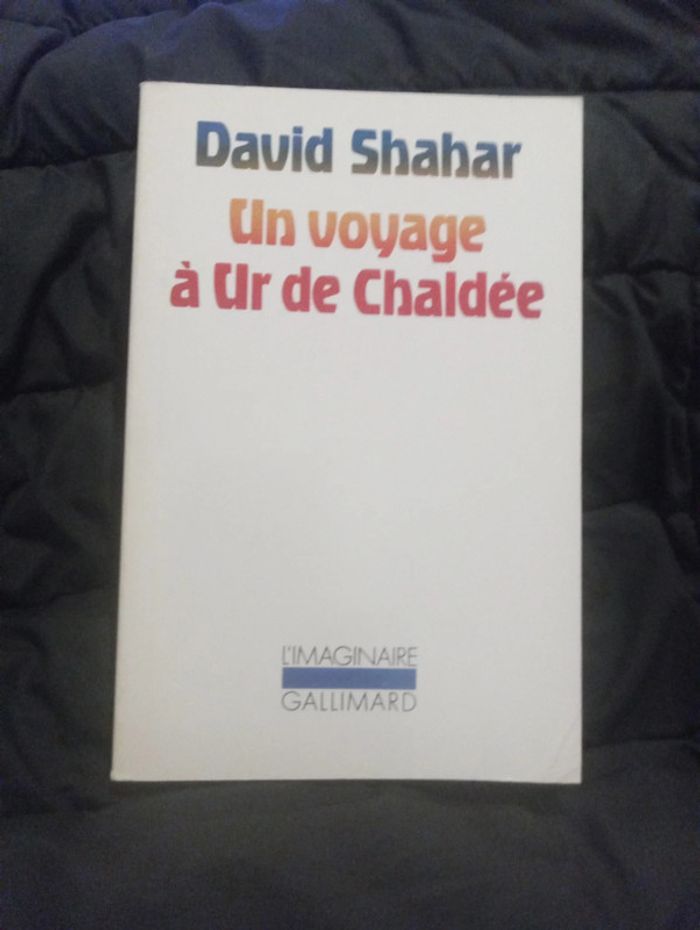 David Shahar
Un voyage
à Ur de Chaldée
L'IMAGINAIRE
GALLIMARD